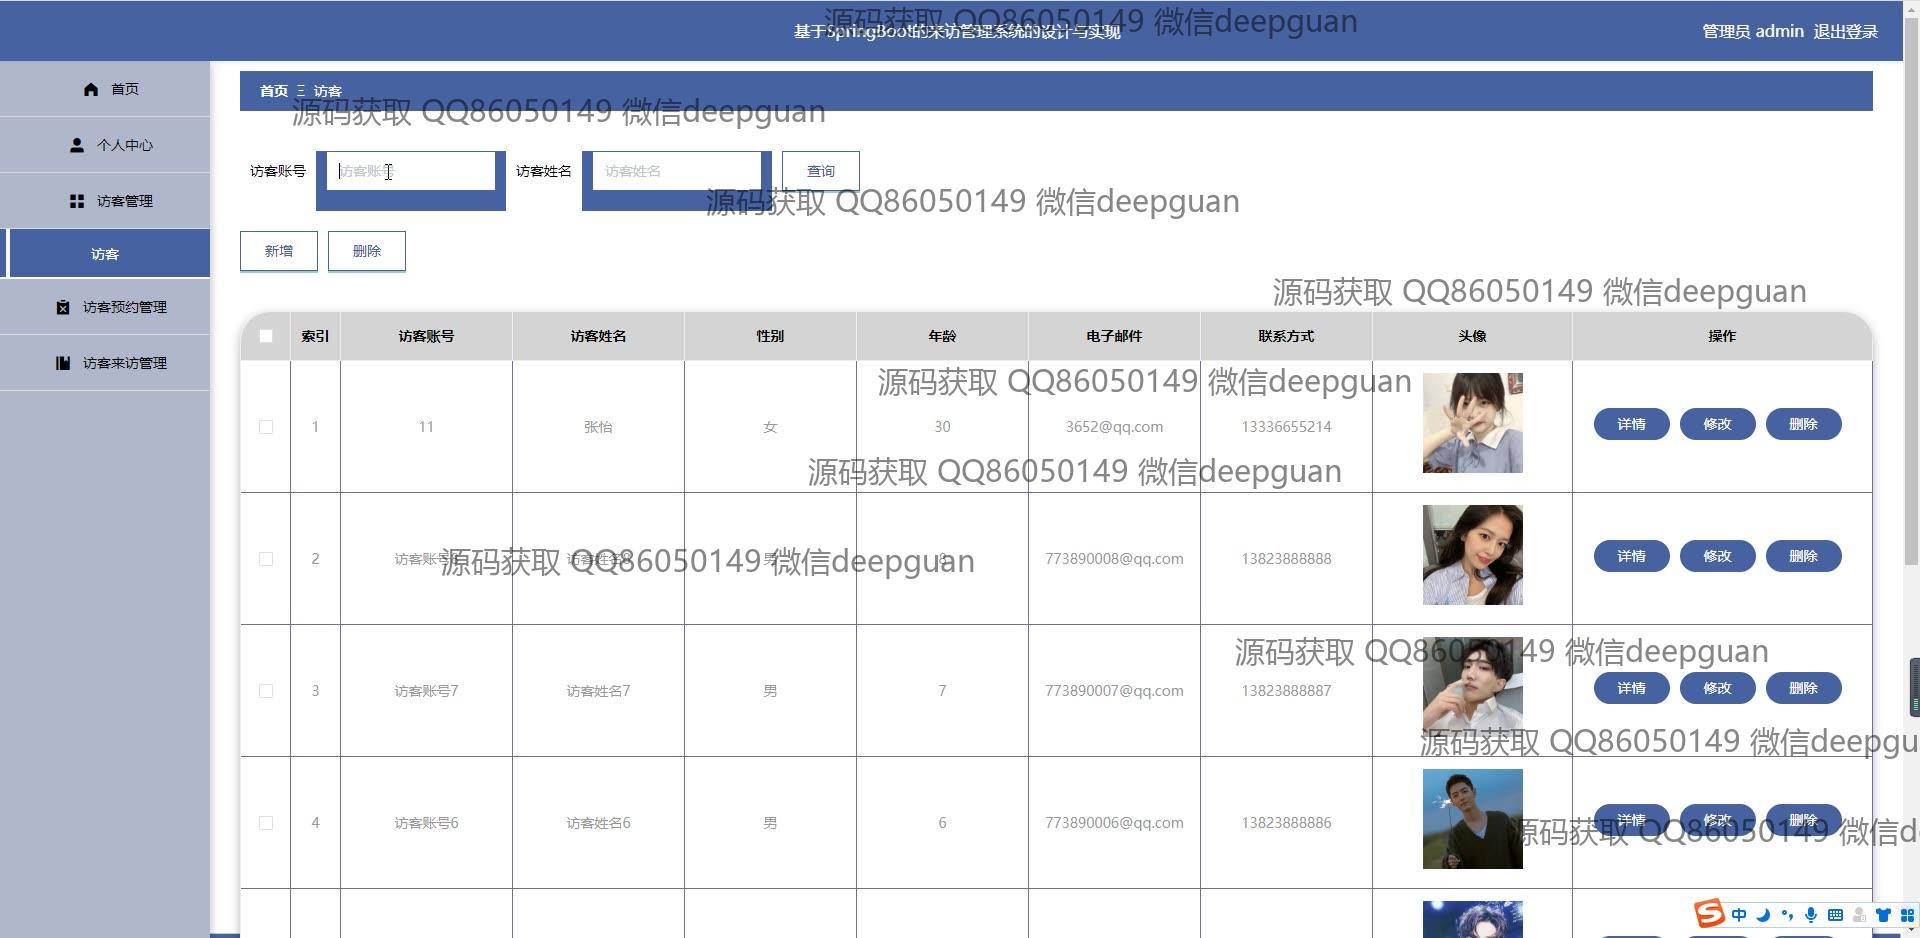 源码获取 QQ86050149 微信deepguan
基于SpringBoot的来访管理系统的设计与实现
管理员 admin 退出登录
首页
个人中心
访客管理
访客
访客预约管理
访客来访管理
首页 三 访客
源码获取 QQ86050149 微信deepguan
访客账号 访客账号 访客姓名 访客姓名 查询
源码获取 QQ86050149 微信deepguan
新增 删除
源码获取 QQ86050149 微信deepguan
索引 访客账号 访客姓名 性别 年龄 电子邮件 联系方式 头像 操作
源码获取 QQ86050149 微信deepguan
1 11 张怡 女 30 3652@qq.com 13336655214 详情 修改 删除
源码获取 QQ86050149 微信deepguan
2 访客账号8 访客姓名8 男 8 773890008@qq.com 13823888888 详情 修改 删除
源码获取 QQ86050149 微信deepguan
源码获取 QQ86050149 微信deepguan
3 访客账号7 访客姓名7 男 7 773890007@qq.com 13823888887 详情 修改 删除
源码获取 QQ86050149 微信deepgu
4 访客账号6 访客姓名6 男 6 773890006@qq.com 13823888886 详情 修改 删除
源码获取 QQ86050149 微信d
中